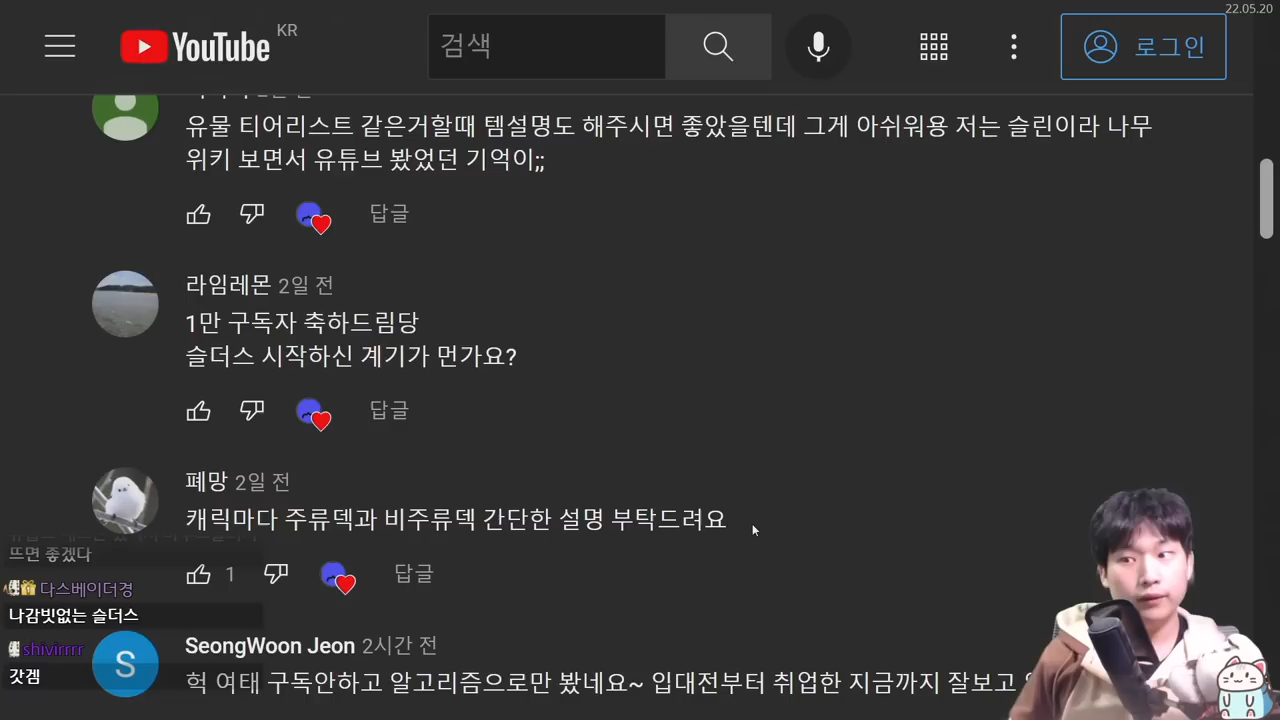 22.05.20
YouTube KR
검색
로그인
유물 티어리스트 같은거할때 템설명도 해주시면 좋았을텐데 그게 아쉬워용 저는 슬린이라 나무
위키 보면서 유튜브 봤었던 기억이;;
답글
라임레몬 2일 전
1만 구독자 축하드림당
슬더스 시작하신 계기가 먼가요?
답글
폐망 2일 전
캐릭마다 주류덱과 비주류덱 간단한 설명 부탁드려요
1 답글
뜨면 좋겠다
다스베이더경
나감빗없는 슬더스
shivirrrr
갓겜
S
SeongWoon Jeon 2시간 전
헉 여태 구독안하고 알고리즘으로만 봤네요~ 입대전부터 취업한 지금까지 잘보고